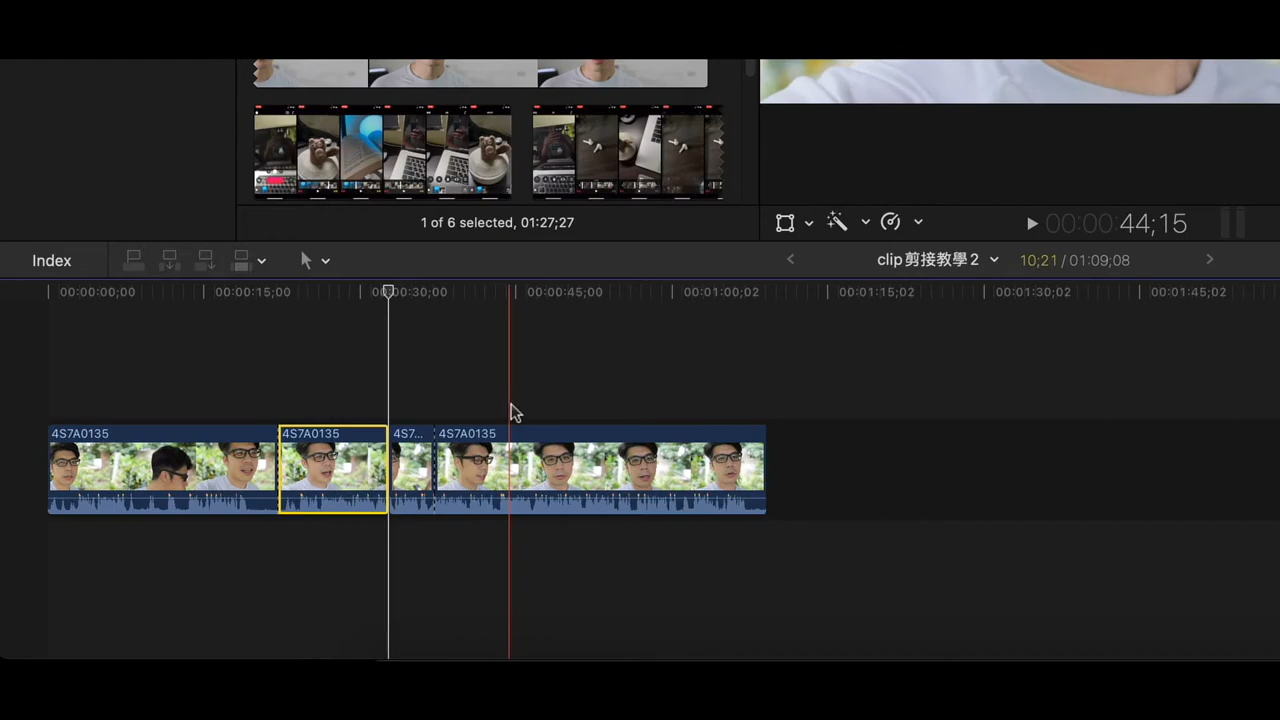 1 of 6 selected, 01:27;27
00:00:44;15
Index
clip剪接教學2
10;21 / 01:09;08
00:00:00;00
00:00:15;00
00:00:30;00
00:00:45;00
00:01:00;02
00:01:15;02
00:01:30;02
00:01:45;02
4S7A0135
4S7A0135
4S7...
4S7A0135